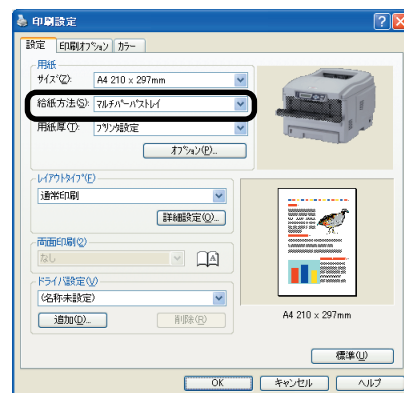 印刷設定
設定 印刷オプション カラー
用紙
サイズ(Z): A4 210 x 297mm
給紙方法(S): マルチパーパストレイ
用紙厚(T): プリンタ設定
オプション(P)...
レイアウトタイプ(E)
通常印刷
詳細設定(O)...
両面印刷(2)
なし
ドライバ設定(V)
(名称未設定)
追加(D)... 削除(R)
A4 210 x 297mm
標準(U)
OK キャンセル ヘルプ